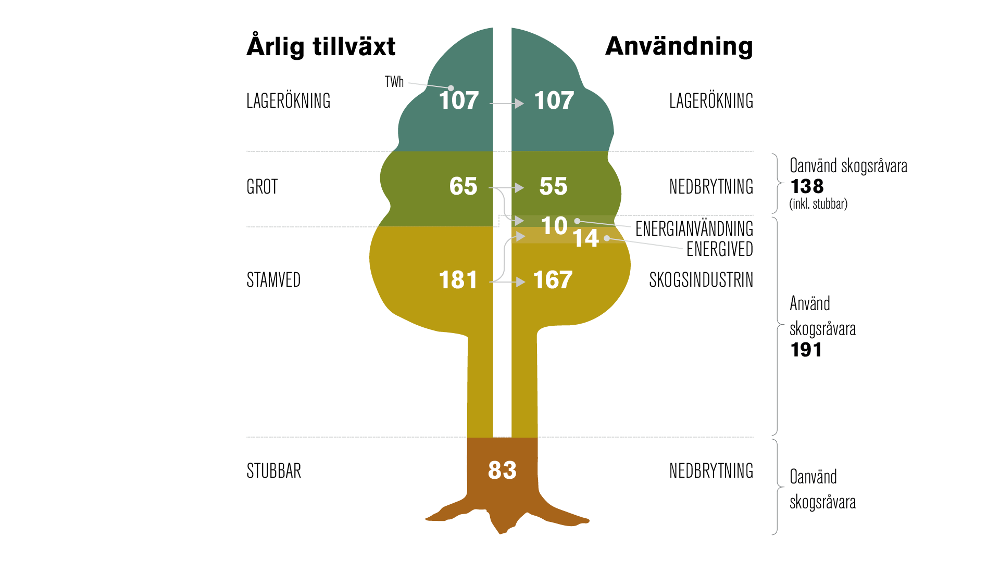 Årlig tillväxt
Användning
TWh
LAGERÖKNING
107
107
LAGERÖKNING
GROT
65
55
NEDBRYTNING
Oanvänd skogsråvara
138
(inkl. stubbar)
10
ENERGIANVÄNDNING
14
ENERGIVED
STAMVED
181
167
SKOGSINDUSTRIN
Använd
skogsråvara
191
STUBBAR
83
NEDBRYTNING
Oanvänd
skogsråvara